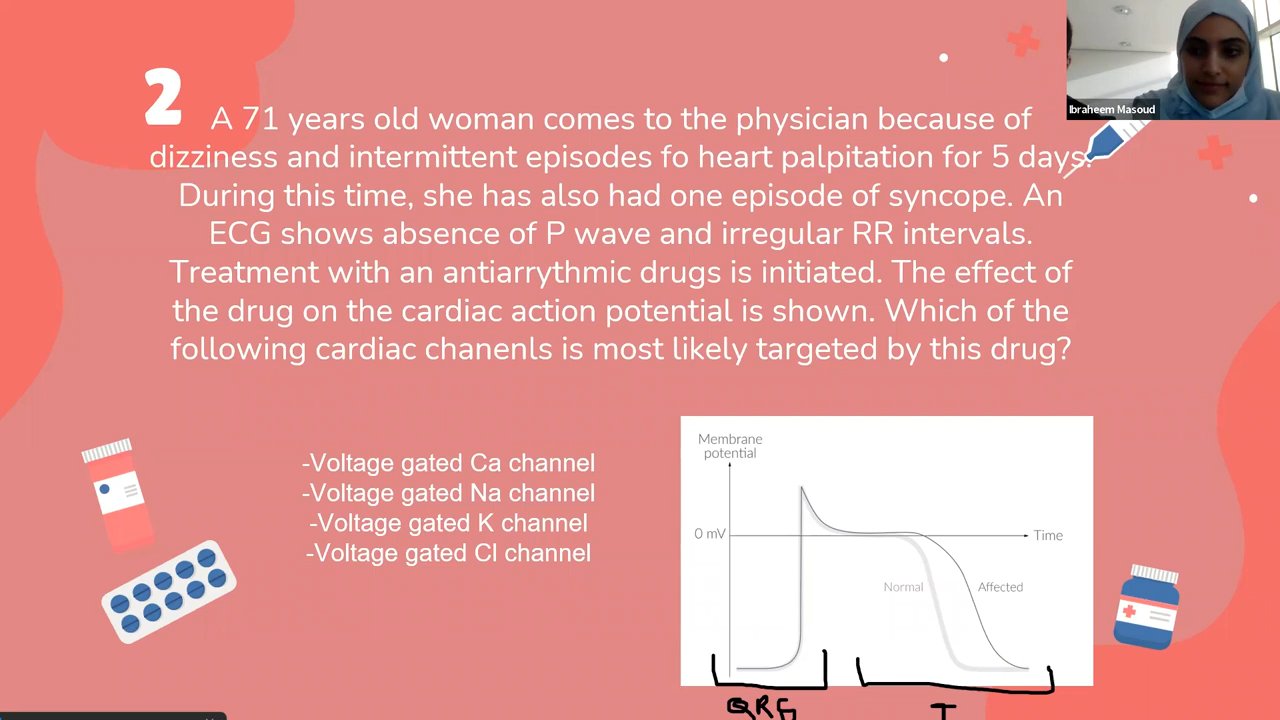 2
A 71 years old woman comes to the physician because of
dizziness and intermittent episodes fo heart palpitation for 5 days.
During this time, she has also had one episode of syncope. An
ECG shows absence of P wave and irregular RR intervals.
Treatment with an antiarrythmic drugs is initiated. The effect of
the drug on the cardiac action potential is shown. Which of the
following cardiac chanenls is most likely targeted by this drug?
Ibraheem Masoud
-Voltage gated Ca channel
-Voltage gated Na channel
-Voltage gated K channel
-Voltage gated Cl channel
Membrane
potential
0 mV
Time
Normal
Affected
QRS
T